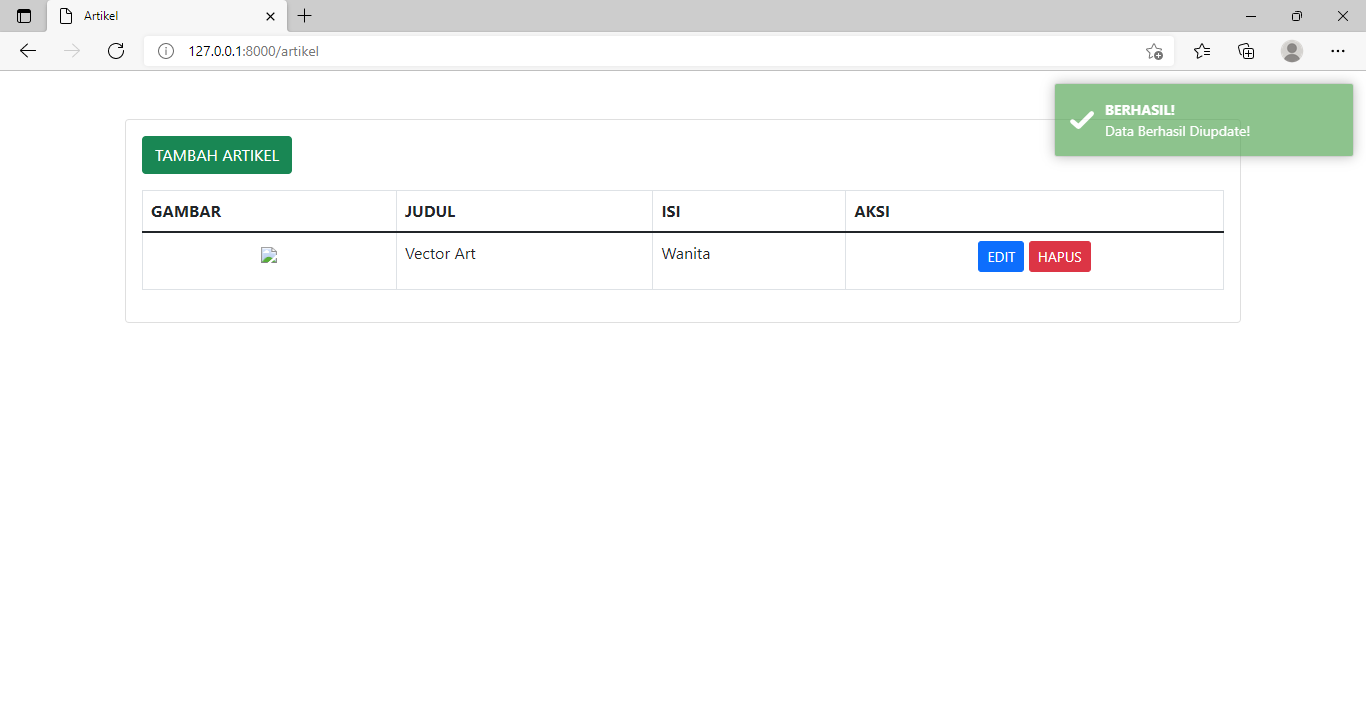 Artikel
127.0.0.1:8000/artikel
BERHASIL!
Data Berhasil Diupdate!
TAMBAH ARTIKEL
GAMBAR JUDUL ISI AKSI
Vector Art Wanita EDIT HAPUS